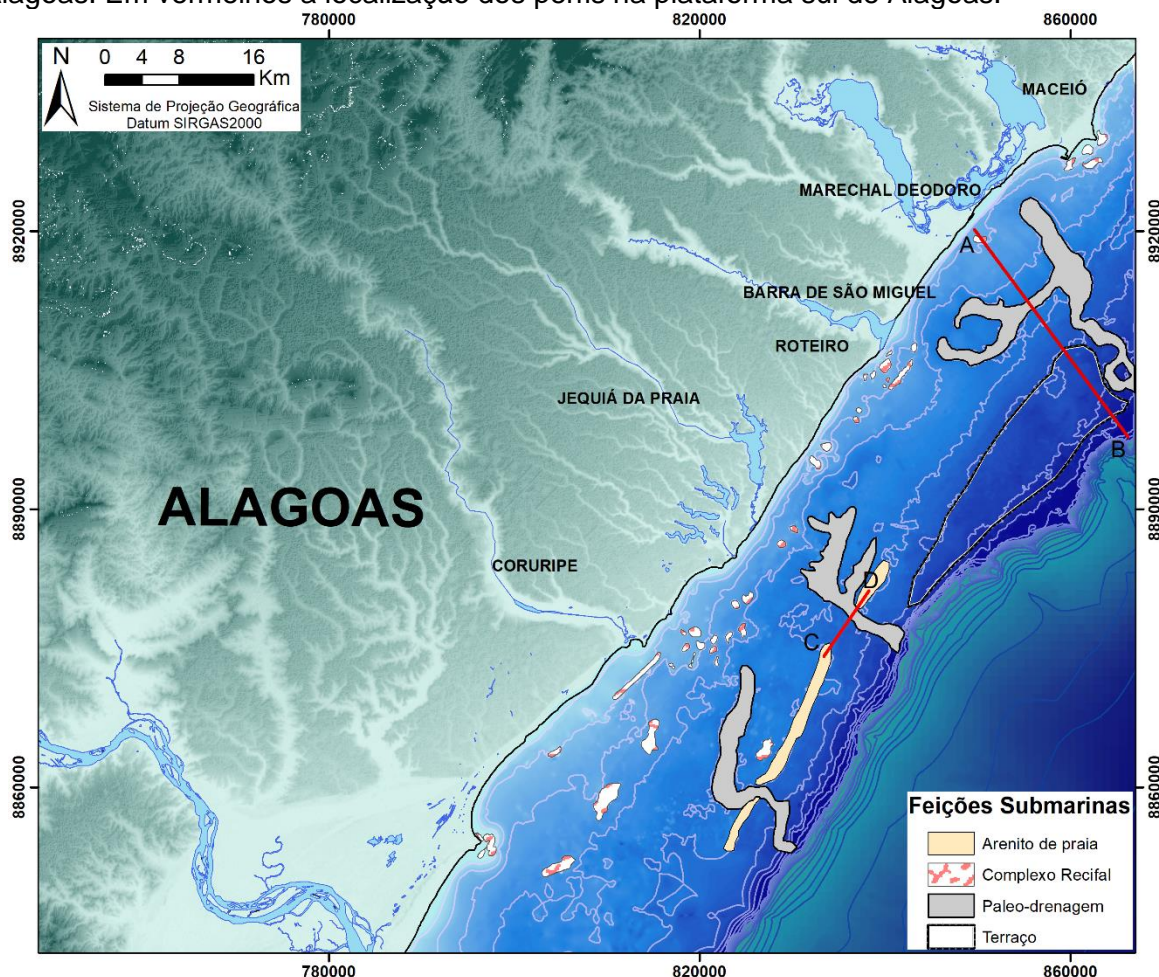 Alagoas. Em vermelhos a localização dos perfis na plataforma sul de Alagoas.
780000 820000 860000
N
0 4 8 16
Km
Sistema de Projeção Geográfica
Datum SIRGAS2000
MACEIÓ
MARECHAL DEODORO
8920000
8920000
A
BARRA DE SÃO MIGUEL
ROTEIRO
JEQUIÁ DA PRAIA
B
ALAGOAS
8890000
8890000
CORURIPE
D
C
8860000
8860000
Feições Submarinas
Arenito de praia
Complexo Recifal
Paleo-drenagem
Terraço
780000 820000 860000